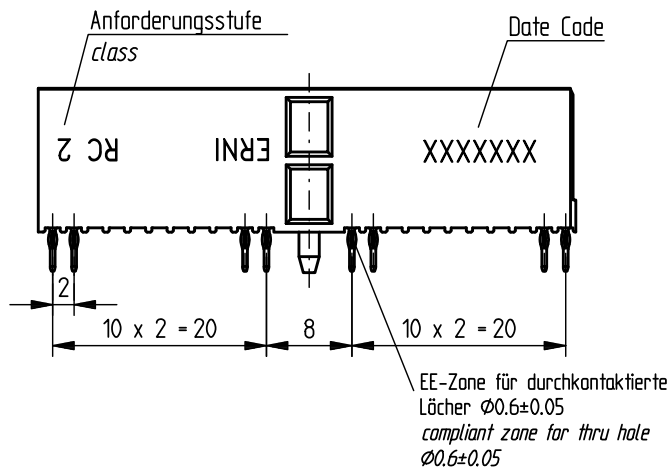 Anforderungsstufe
class
Date Code
RC 2
ERNI
XXXXXXX
2
10 x 2 = 20
8
10 x 2 = 20
EE-Zone für durchkontaktierte
Löcher Ø0.6±0.05
compliant zone for thru hole
Ø0.6±0.05